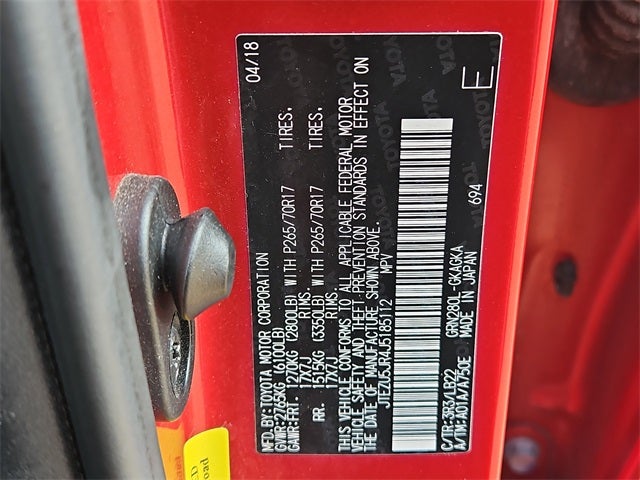 MFD.BY:TOYOTA MOTOR CORPORATION 04/18
GVWR:2765KG (6100LB)
GAWR:FRT. 1270KG (2800LB) WITH P265/70R17 TIRES,
17X7J RIMS
RR. 1515KG (3350LB) WITH P265/70R17 TIRES,
17X7J RIMS
THIS VEHICLE CONFORMS TO ALL APPLICABLE FEDERAL MOTOR
VEHICLE SAFETY AND THEFT-PREVENTION STANDARDS IN EFFECT ON
THE DATE OF MANUFACTURE SHOWN ABOVE.
JTEZU5JR4J5185112 MPV
694
C/TR:3R3/LB22 GRN280L-GKAGKA
A/TM:A01A/A750E MADE IN JAPAN
E
TOYOTA
oad